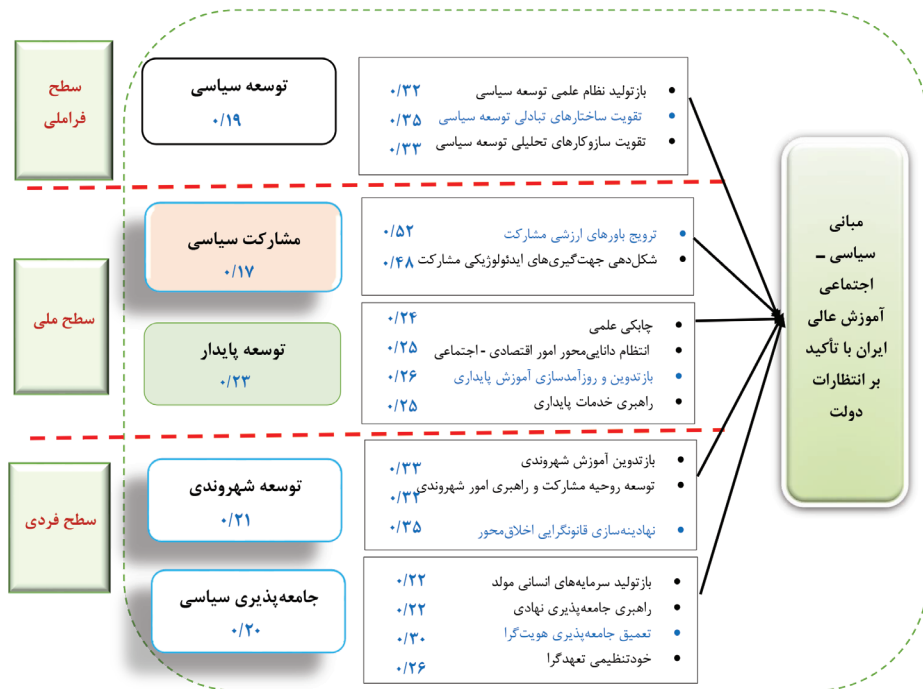 سطح
فراملی
توسعه سیاسی
۰/۱۹
بازتولید نظام علمی توسعه سیاسی ۰/۳۲
تقویت ساختارهای تبادلی توسعه سیاسی ۰/۳۵
تقویت سازوکارهای تحلیلی توسعه سیاسی ۰/۳۳
سطح ملی
مشارکت سیاسی
۰/۱۷
ترویج باورهای ارزشی مشارکت ۰/۵۲
شکل‌دهی جهت‌گیری‌های ایدئولوژیکی مشارکت ۰/۴۸
توسعه پایدار
۰/۲۳
چابکی علمی ۰/۲۴
انتظام دانایی‌محور امور اقتصادی - اجتماعی ۰/۲۵
بازتدوین و روزآمدسازی آموزش پایداری ۰/۲۶
راهبری خدمات پایداری ۰/۲۵
سطح فردی
توسعه شهروندی
۰/۲۱
بازتدوین آموزش شهروندی ۰/۳۳
توسعه روحیه مشارکت و راهبری امور شهروندی ۰/۳۲
نهادینه‌سازی قانونگرایی اخلاق‌محور ۰/۳۵
جامعه‌پذیری سیاسی
۰/۲۰
بازتولید سرمایه‌های انسانی مولد ۰/۲۲
راهبری جامعه‌پذیری نهادی ۰/۲۲
تعمیق جامعه‌پذیری هویت‌گرا ۰/۳۰
خودتنظیمی تعهدگرا ۰/۲۶
مبانی
سیاسی –
اجتماعی
آموزش عالی
ایران با تأکید
بر انتظارات
دولت